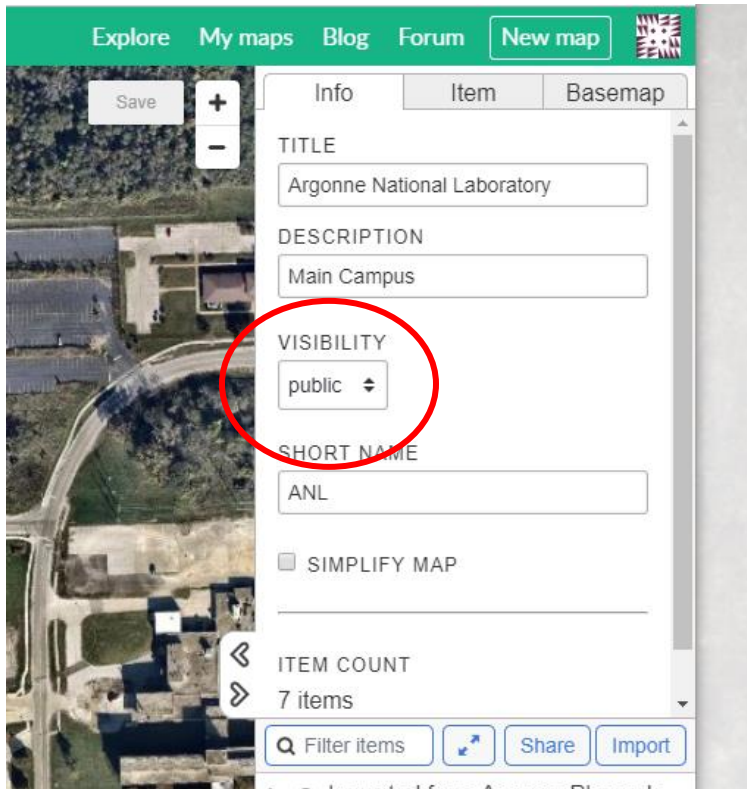 Explore My maps Blog Forum New map
Save + Info Item Basemap
−
TITLE
Argonne National Laboratory
DESCRIPTION
Main Campus
VISIBILITY
public
SHORT NAME
ANL
SIMPLIFY MAP
ITEM COUNT
7 items
Filter items Share Import